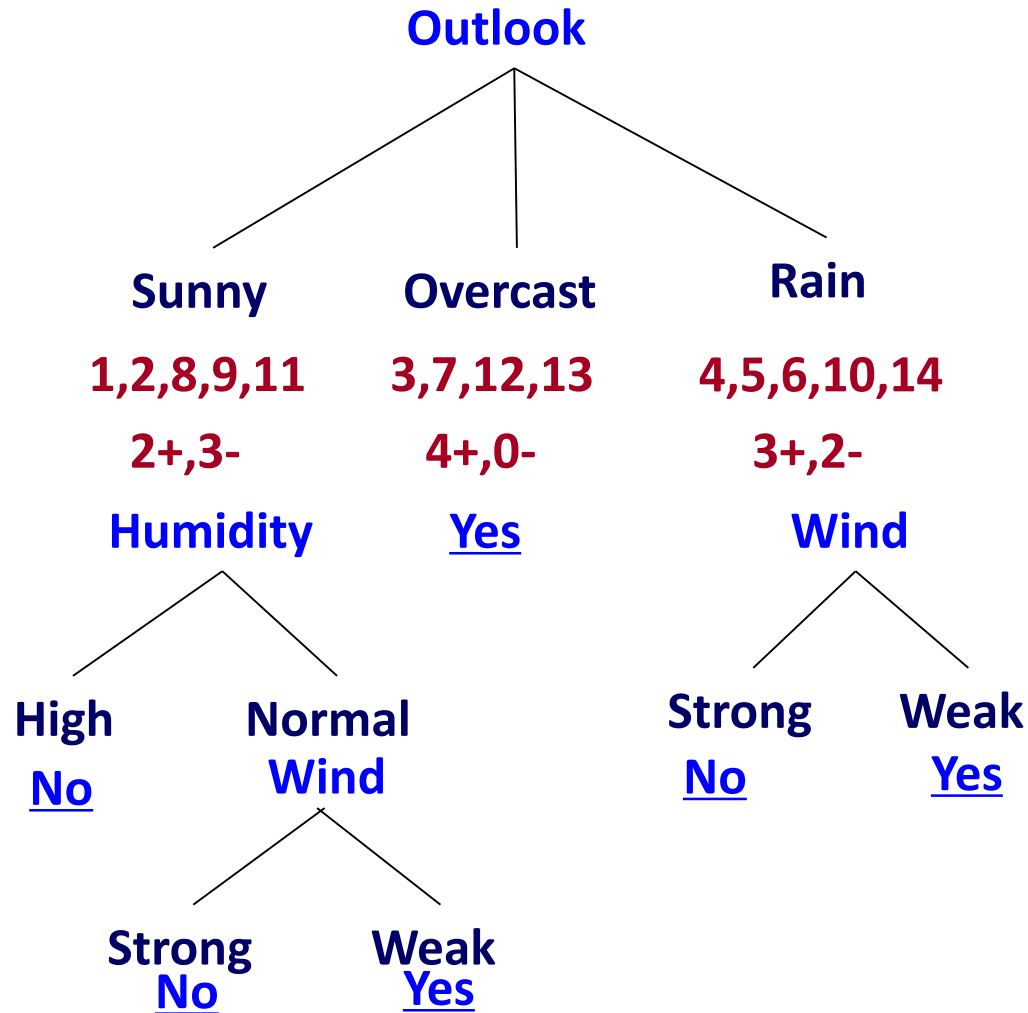 Outlook
Sunny Overcast Rain
1,2,8,9,11 3,7,12,13 4,5,6,10,14
2+,3- 4+,0- 3+,2-
Humidity Yes Wind
High Normal Strong Weak
No Wind No Yes
Strong Weak
No Yes